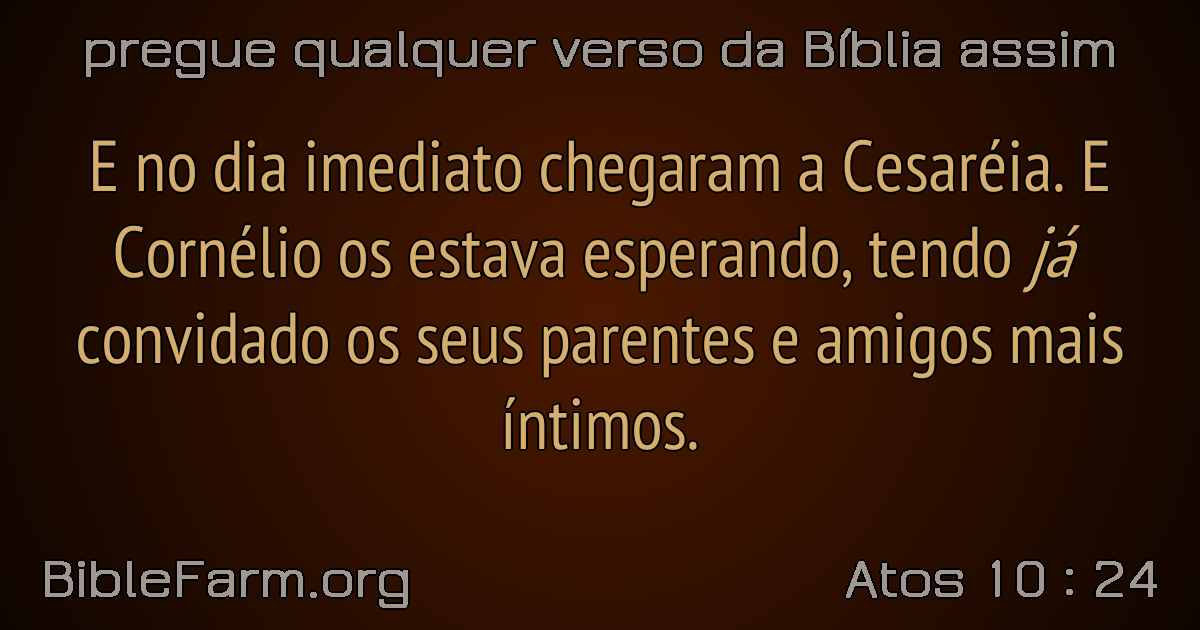 pregue qualquer verso da Bíblia assim
E no dia imediato chegaram a Cesaréia. E
Cornélio os estava esperando, tendo já
convidado os seus parentes e amigos mais
íntimos.
BibleFarm.org
Atos 10 : 24